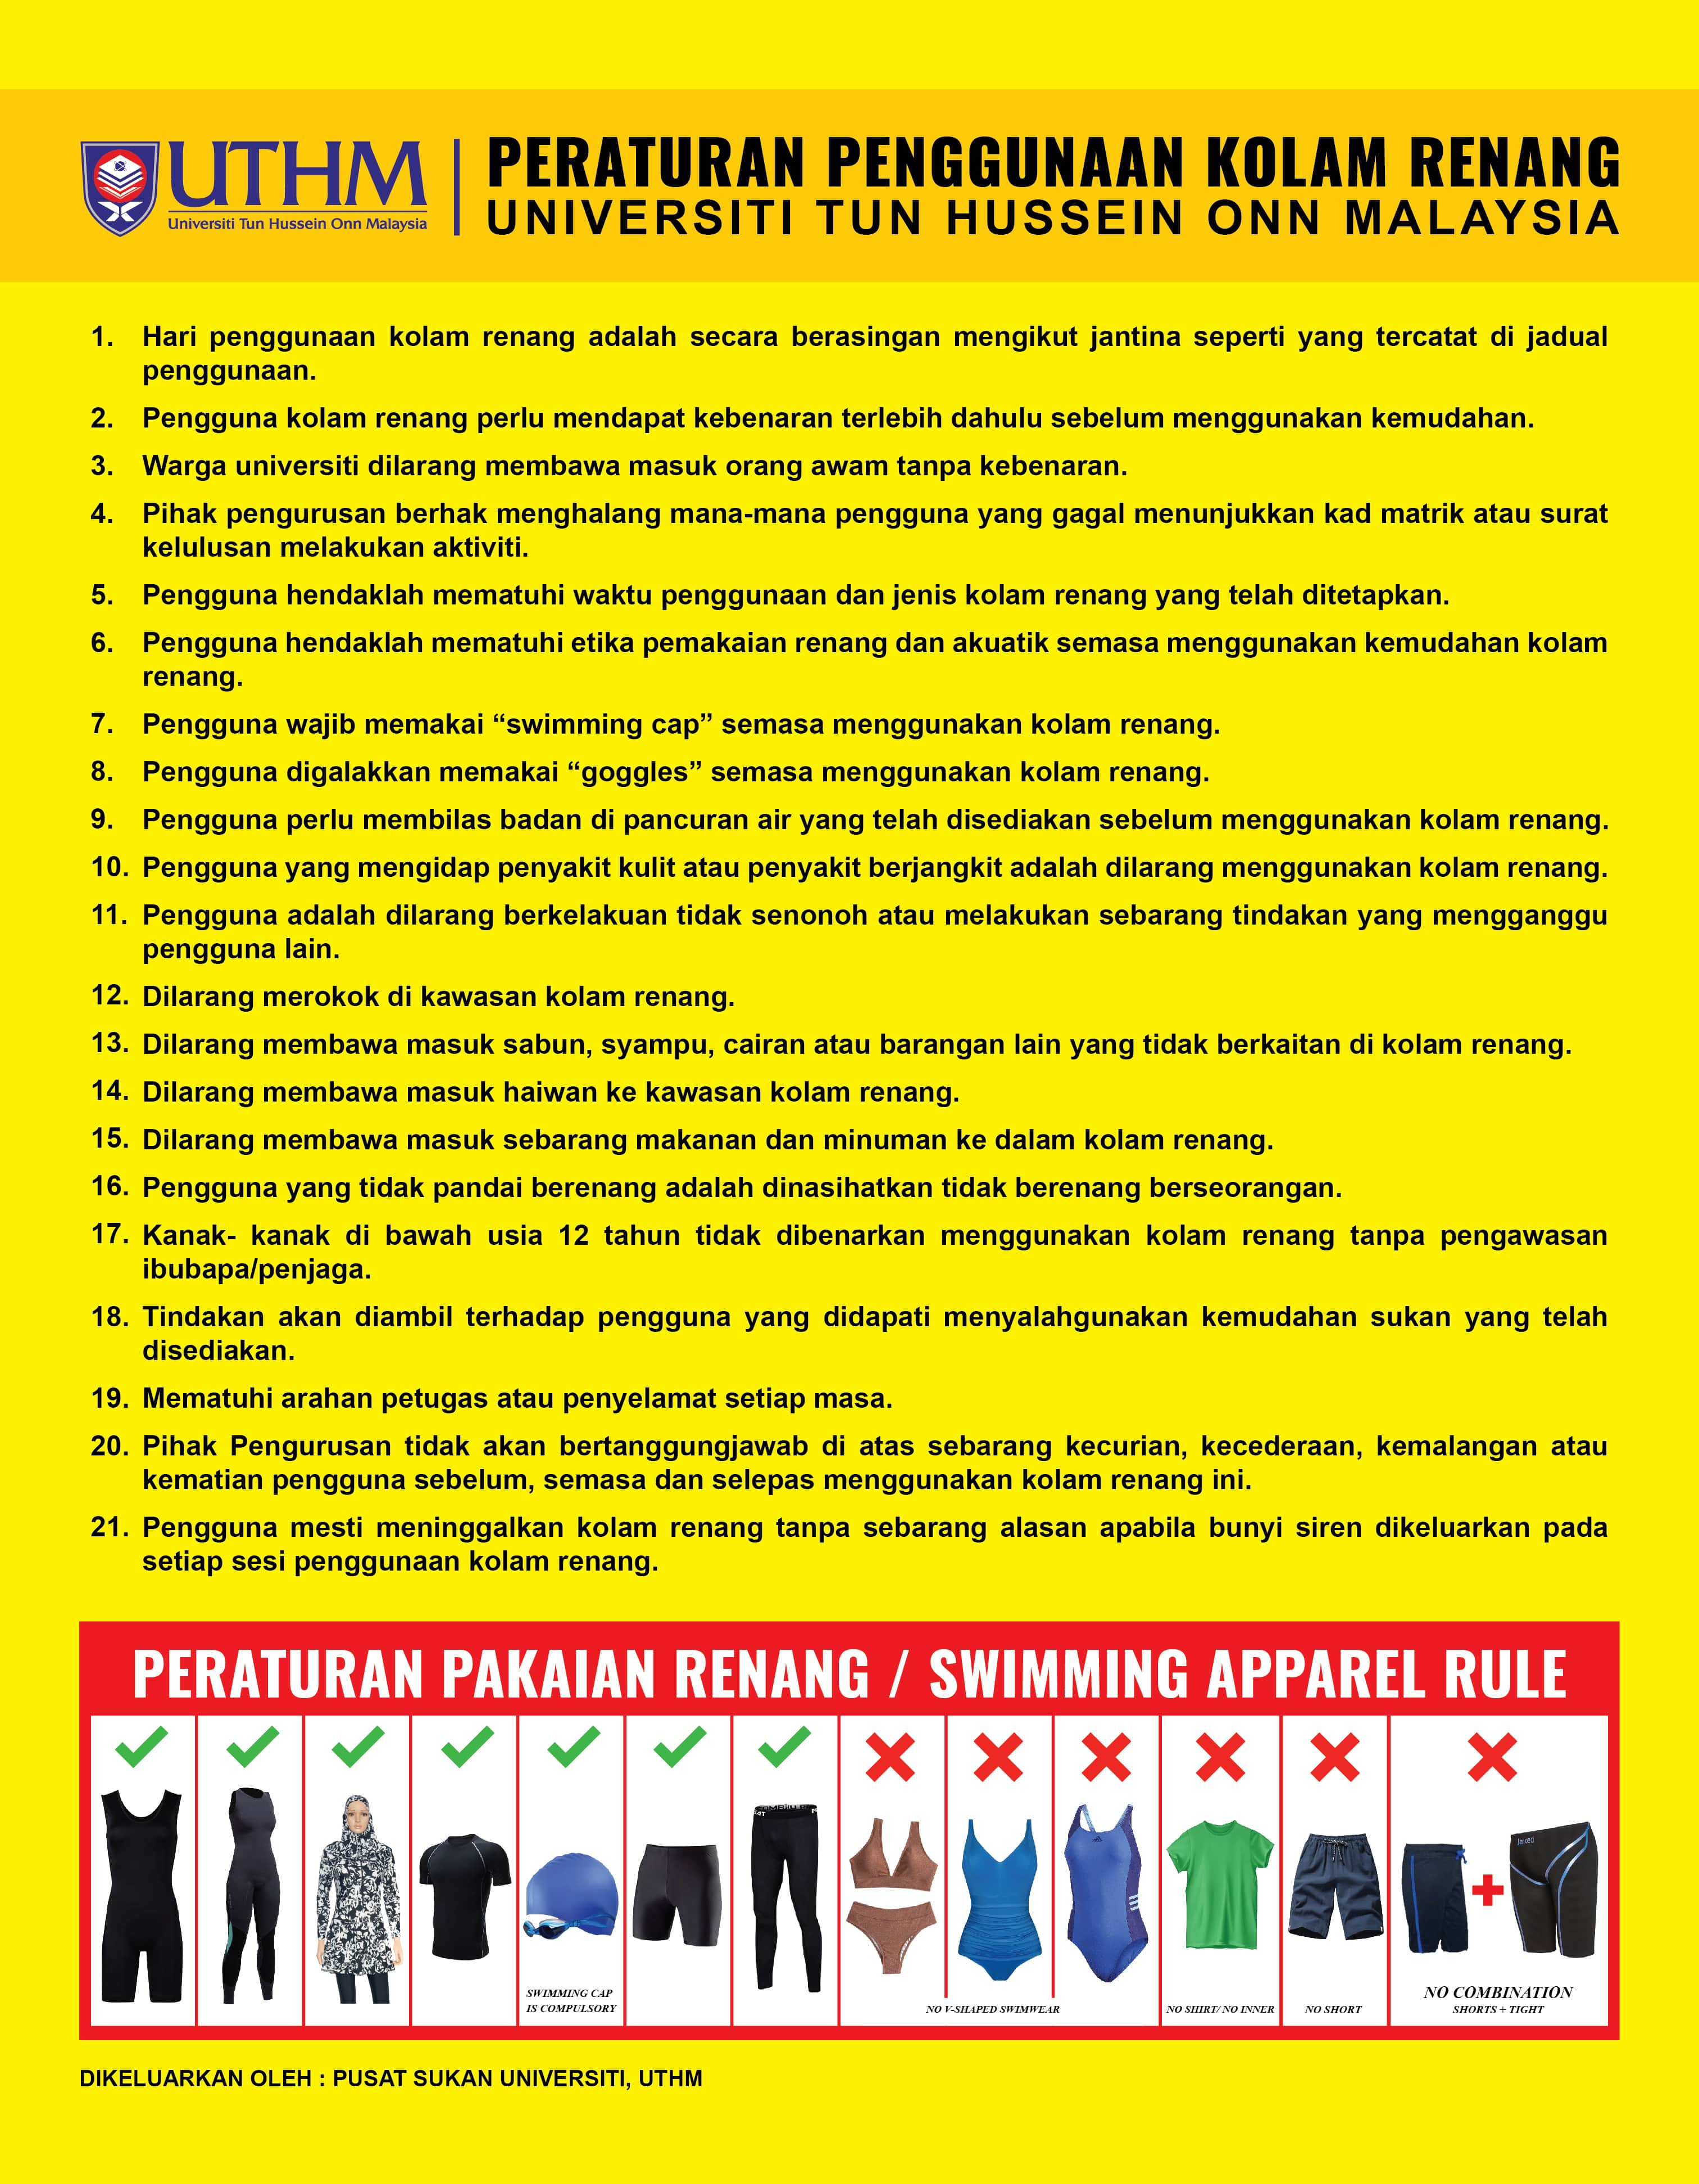 UTHM
Universiti Tun Hussein Onn Malaysia
PERATURAN PENGGUNAAN KOLAM RENANG
UNIVERSITI TUN HUSSEIN ONN MALAYSIA
1. Hari penggunaan kolam renang adalah secara berasingan mengikut jantina seperti yang tercatat di jadual
penggunaan.
2. Pengguna kolam renang perlu mendapat kebenaran terlebih dahulu sebelum menggunakan kemudahan.
3. Warga universiti dilarang membawa masuk orang awam tanpa kebenaran.
4. Pihak pengurusan berhak menghalang mana-mana pengguna yang gagal menunjukkan kad matrik atau surat
kelulusan melakukan aktiviti.
5. Pengguna hendaklah mematuhi waktu penggunaan dan jenis kolam renang yang telah ditetapkan.
6. Pengguna hendaklah mematuhi etika pemakaian renang dan akuatik semasa menggunakan kemudahan kolam
renang.
7. Pengguna wajib memakai “swimming cap” semasa menggunakan kolam renang.
8. Pengguna digalakkan memakai “goggles” semasa menggunakan kolam renang.
9. Pengguna perlu membilas badan di pancuran air yang telah disediakan sebelum menggunakan kolam renang.
10. Pengguna yang mengidap penyakit kulit atau penyakit berjangkit adalah dilarang menggunakan kolam renang.
11. Pengguna adalah dilarang berkelakuan tidak senonoh atau melakukan sebarang tindakan yang mengganggu
pengguna lain.
12. Dilarang merokok di kawasan kolam renang.
13. Dilarang membawa masuk sabun, syampu, cairan atau barangan lain yang tidak berkaitan di kolam renang.
14. Dilarang membawa masuk haiwan ke kawasan kolam renang.
15. Dilarang membawa masuk sebarang makanan dan minuman ke dalam kolam renang.
16. Pengguna yang tidak pandai berenang adalah dinasihatkan tidak berenang berseorangan.
17. Kanak- kanak di bawah usia 12 tahun tidak dibenarkan menggunakan kolam renang tanpa pengawasan
ibubapa/penjaga.
18. Tindakan akan diambil terhadap pengguna yang didapati menyalahgunakan kemudahan sukan yang telah
disediakan.
19. Mematuhi arahan petugas atau penyelamat setiap masa.
20. Pihak Pengurusan tidak akan bertanggungjawab di atas sebarang kecurian, kecederaan, kemalangan atau
kematian pengguna sebelum, semasa dan selepas menggunakan kolam renang ini.
21. Pengguna mesti meninggalkan kolam renang tanpa sebarang alasan apabila bunyi siren dikeluarkan pada
setiap sesi penggunaan kolam renang.
PERATURAN PAKAIAN RENANG / SWIMMING APPAREL RULE
SWIMMING CAP
IS COMPULSORY
NO V-SHAPED SWIMWEAR
NO SHIRT/ NO INNER
NO SHORT
NO COMBINATION
SHORTS + TIGHT
DIKELUARKAN OLEH : PUSAT SUKAN UNIVERSITI, UTHM